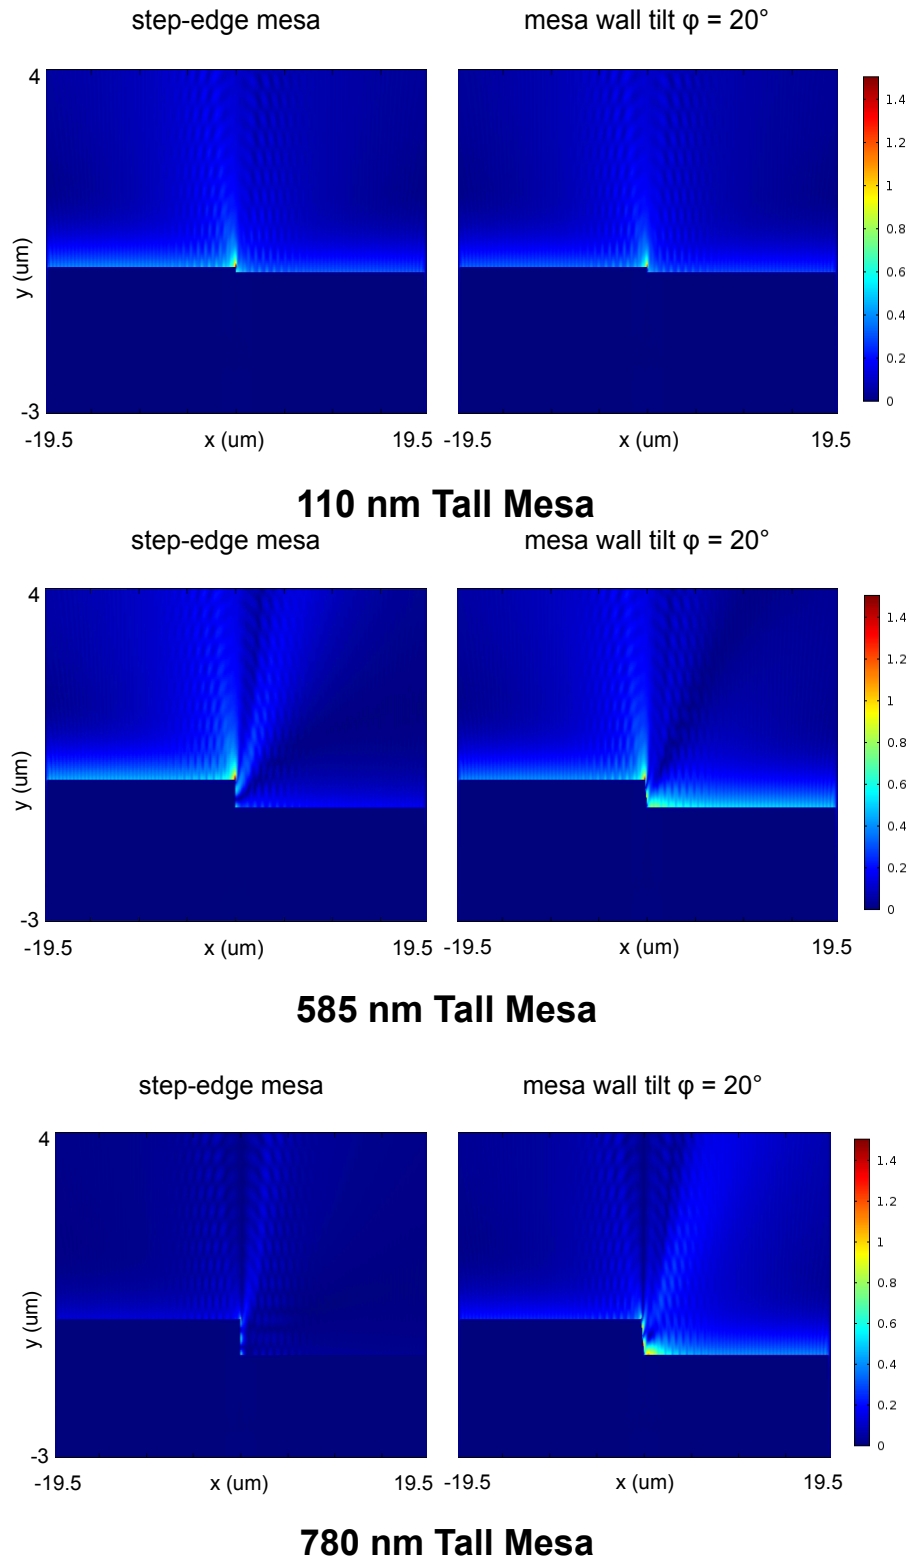 step-edge mesa
mesa wall tilt φ = 20°
4
y (um)
-3
-19.5
x (um)
19.5
-19.5
x (um)
19.5
1.4
1.2
1
0.8
0.6
0.4
0.2
0
110 nm Tall Mesa
step-edge mesa
mesa wall tilt φ = 20°
4
y (um)
-3
-19.5
x (um)
19.5
-19.5
x (um)
19.5
1.4
1.2
1
0.8
0.6
0.4
0.2
0
585 nm Tall Mesa
step-edge mesa
mesa wall tilt φ = 20°
4
y (um)
-3
-19.5
x (um)
19.5
-19.5
x (um)
19.5
1.4
1.2
1
0.8
0.6
0.4
0.2
0
780 nm Tall Mesa